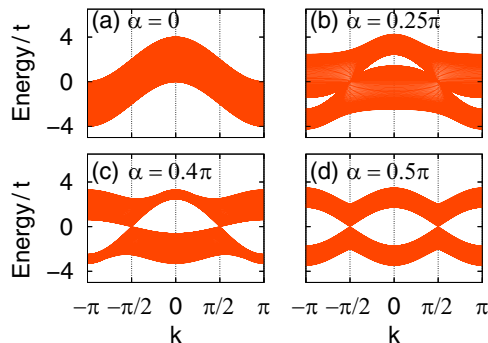 (a) α = 0
(b) α = 0.25π
Energy/t
4
0
−4
(c) α = 0.4π
(d) α = 0.5π
Energy/t
4
0
−4
−π −π/2 0 π/2 π
−π −π/2 0 π/2 π
k
k